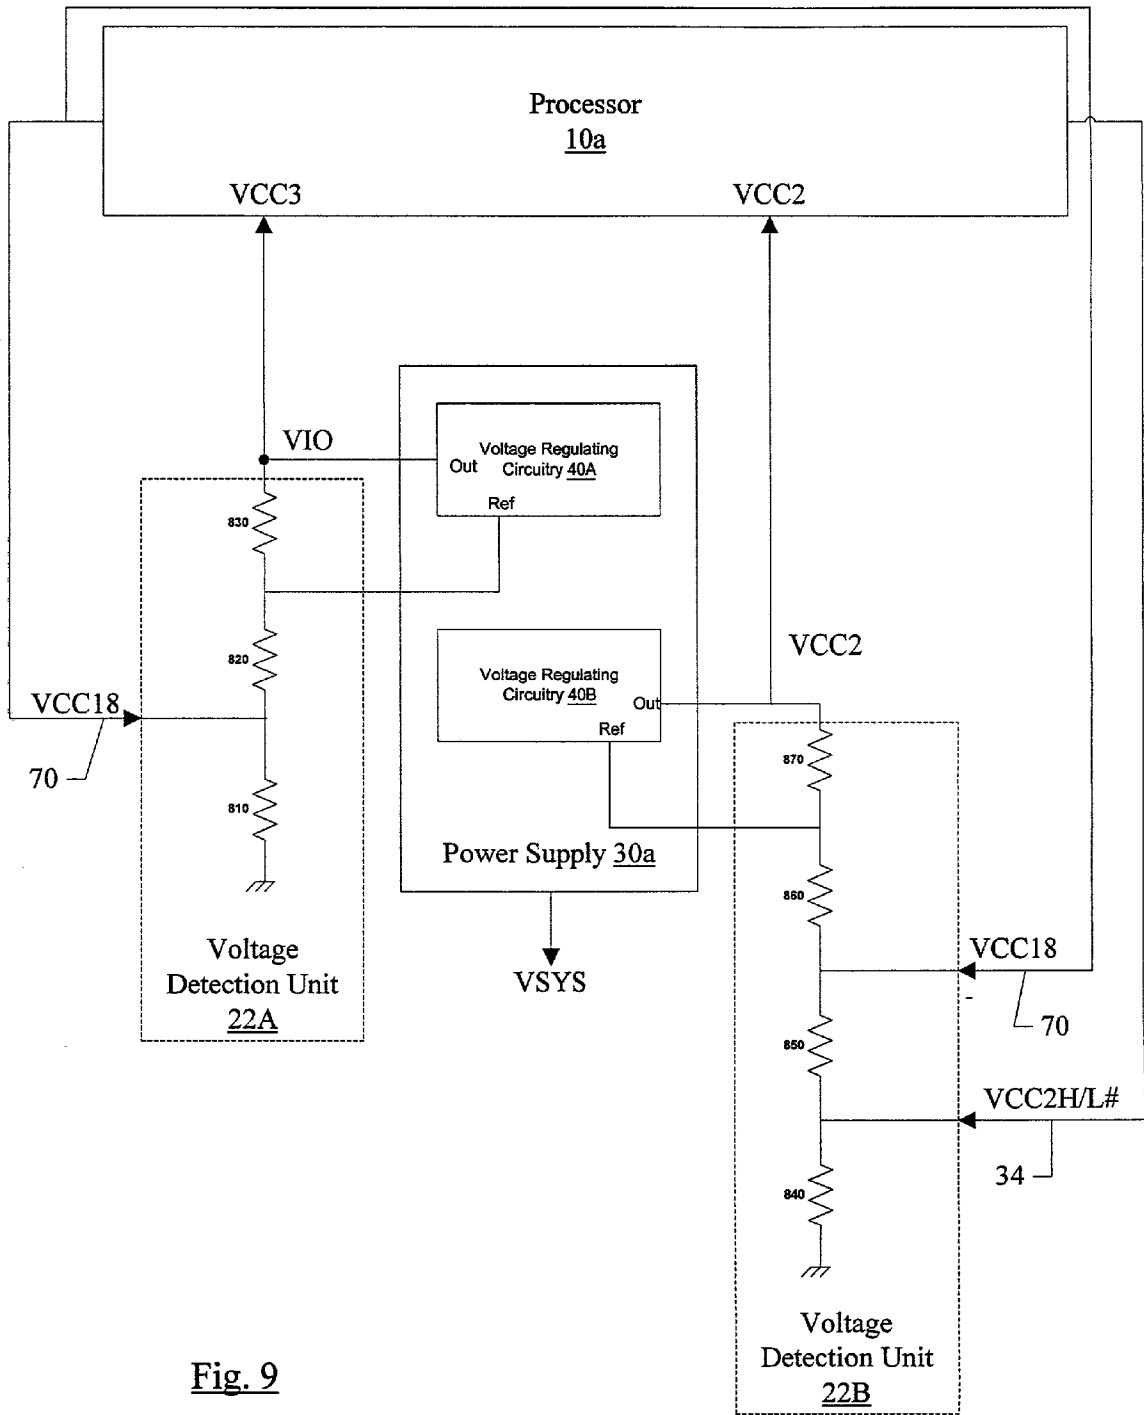 Processor
10a
VCC3
VCC2
VIO
Out
Voltage Regulating
Circuitry 40A
Ref
830
820
VCC18
70
810
Voltage Regulating
Circuitry 40B
Out
Ref
VCC2
870
Power Supply 30a
860
VSYS
Voltage
Detection Unit
22A
VCC18
70
850
VCC2H/L#
34
840
Voltage
Detection Unit
22B
Fig. 9